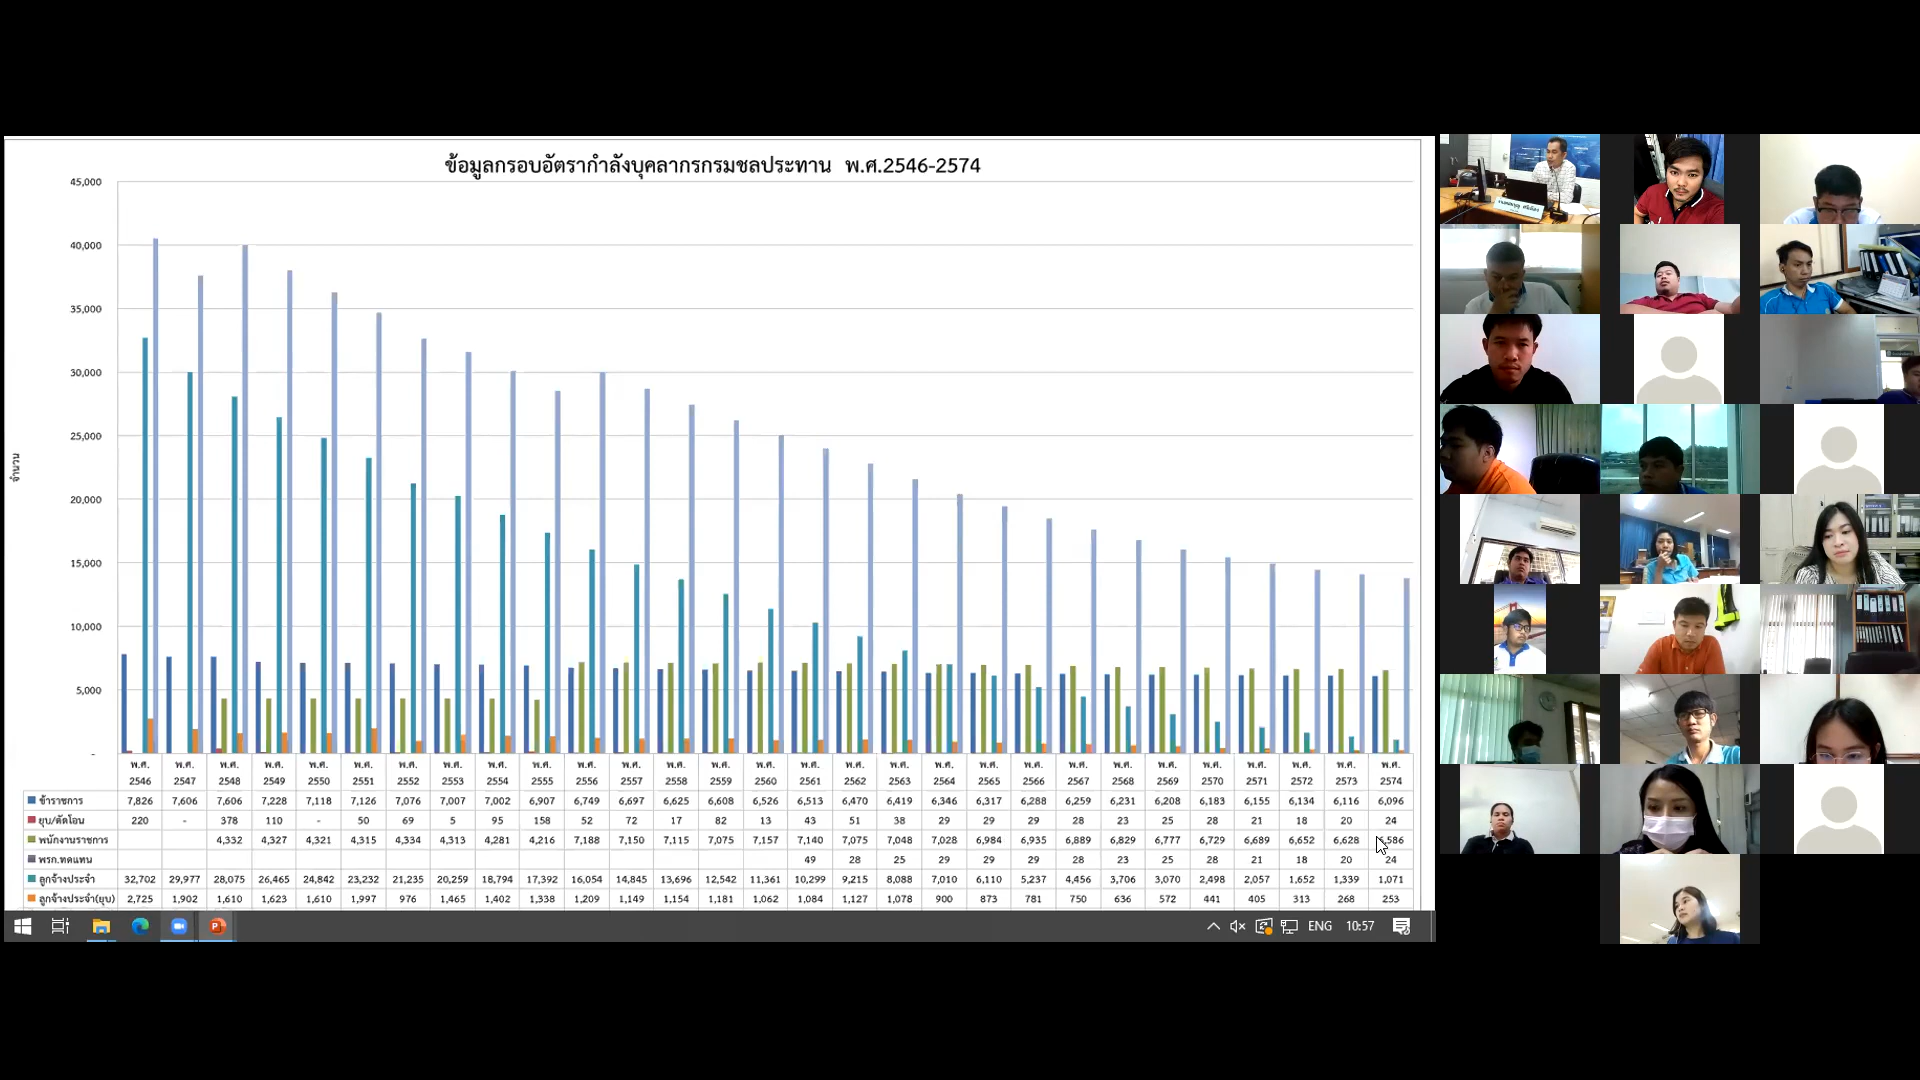 ข้อมูลกรอบอัตรากำลังบุคลากรกรมชลประทาน พ.ศ.2546-2574
45,000
40,000
35,000
30,000
25,000
20,000
15,000
10,000
5,000
-
จำนวน
พ.ศ. 2546 พ.ศ. 2547 พ.ศ. 2548 พ.ศ. 2549 พ.ศ. 2550 พ.ศ. 2551 พ.ศ. 2552 พ.ศ. 2553 พ.ศ. 2554 พ.ศ. 2555 พ.ศ. 2556 พ.ศ. 2557 พ.ศ. 2558 พ.ศ. 2559 พ.ศ. 2560 พ.ศ. 2561 พ.ศ. 2562 พ.ศ. 2563 พ.ศ. 2564 พ.ศ. 2565 พ.ศ. 2566 พ.ศ. 2567 พ.ศ. 2568 พ.ศ. 2569 พ.ศ. 2570 พ.ศ. 2571 พ.ศ. 2572 พ.ศ. 2573 พ.ศ. 2574
ข้าราชการ 7,826 7,606 7,606 7,228 7,118 7,126 7,076 7,007 7,002 6,907 6,749 6,697 6,625 6,608 6,526 6,513 6,470 6,419 6,346 6,317 6,288 6,259 6,231 6,208 6,183 6,155 6,134 6,116 6,096
ยุบ/ตัดโอน 220 - 378 110 - 50 69 5 95 158 52 72 17 82 13 43 51 38 29 29 29 28 23 25 28 21 18 20 24
พนักงานราชการ 4,332 4,327 4,321 4,315 4,334 4,313 4,281 4,216 7,188 7,150 7,115 7,075 7,157 7,140 7,075 7,048 7,028 6,984 6,935 6,889 6,829 6,777 6,729 6,689 6,652 6,628 586
พรก.ทดแทน 49 28 25 29 29 29 28 23 25 28 21 18 20 24
ลูกจ้างประจำ 32,702 29,977 28,075 26,465 24,842 23,232 21,235 20,259 18,794 17,392 16,054 14,845 13,696 12,542 11,361 10,299 9,215 8,088 7,010 6,110 5,237 4,456 3,706 3,070 2,498 2,057 1,652 1,339 1,071
ลูกจ้างประจำ(ยุบ) 2,725 1,902 1,610 1,623 1,610 1,997 976 1,465 1,402 1,338 1,209 1,149 1,154 1,181 1,062 1,084 1,127 1,078 900 873 781 750 636 572 441 405 313 268 253
ENG 10:57